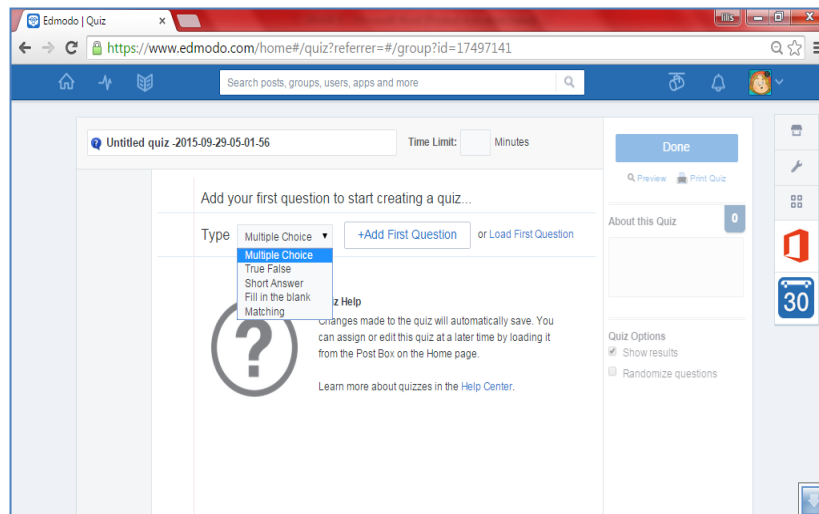 Edmodo | Quiz
illis
https://www.edmodo.com/home#/quiz?referrer=#/group?id=17497141
Search posts, groups, users, apps and more
Untitled quiz -2015-09-29-05-01-56
Time Limit:
Minutes
Done
Preview
Print Quiz
Add your first question to start creating a quiz...
Type
Multiple Choice
+Add First Question
or Load First Question
Multiple Choice
True False
Short Answer
Fill in the blank
Matching
About this Quiz
0
Help
Changes made to the quiz will automatically save. You
can assign or edit this quiz at a later time by loading it
from the Post Box on the Home page.
Learn more about quizzes in the Help Center.
Quiz Options
Show results
Randomize questions
30